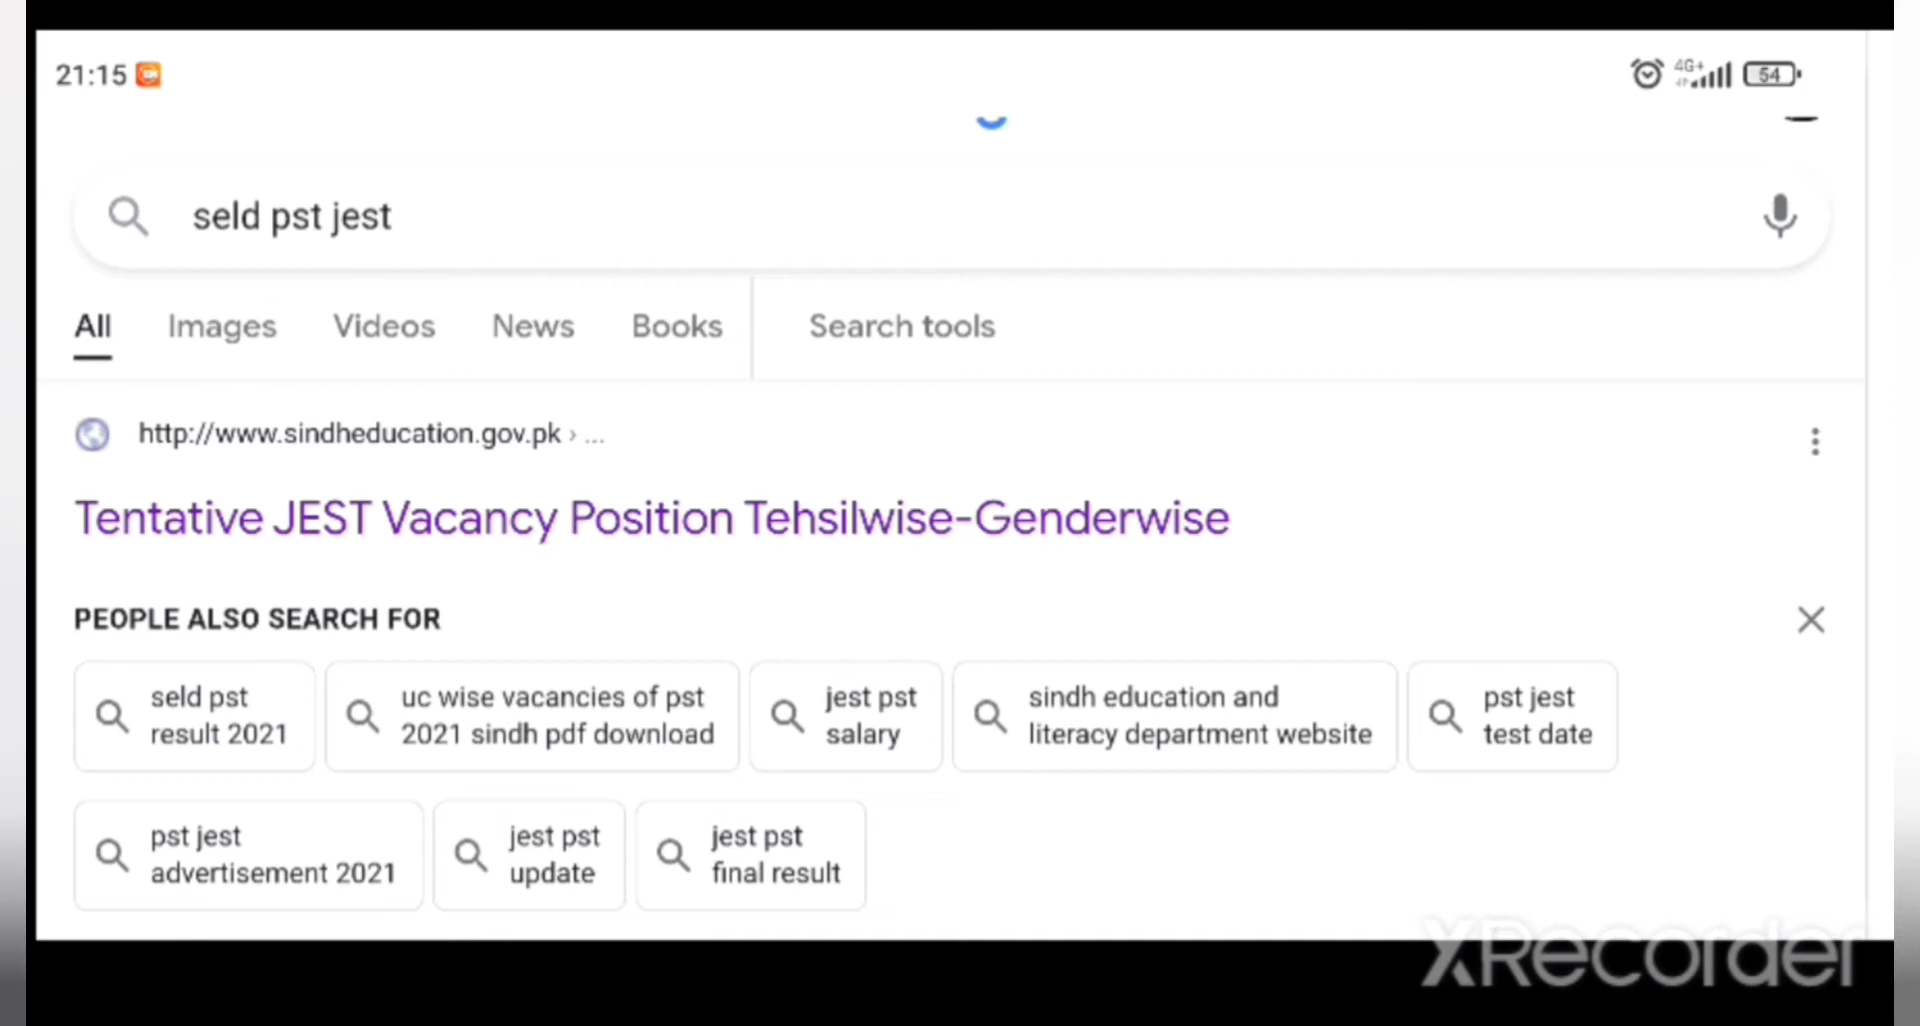 21:15
4G+
54
seld pst jest
All Images Videos News Books Search tools
http://www.sindheducation.gov.pk › ...
Tentative JEST Vacancy Position Tehsilwise-Genderwise
PEOPLE ALSO SEARCH FOR
seld pst
result 2021
uc wise vacancies of pst
2021 sindh pdf download
jest pst
salary
sindh education and
literacy department website
pst jest
test date
pst jest
advertisement 2021
jest pst
update
jest pst
final result
XRecorder